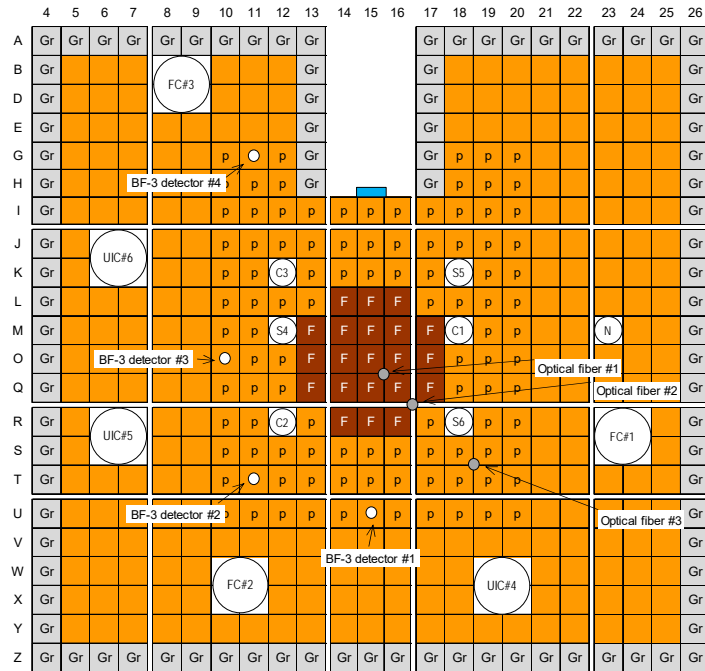 4 5 6 7 8 9 10 11 12 13 14 15 16 17 18 19 20 21 22 23 24 25 26
A Gr Gr Gr Gr Gr Gr Gr Gr Gr Gr Gr Gr Gr Gr Gr Gr Gr Gr Gr Gr
B Gr Gr Gr Gr
FC#3
D Gr Gr Gr Gr
E Gr Gr Gr Gr
G Gr p p Gr Gr p p p Gr
BF-3 detector #4
H Gr p p p Gr Gr p p p Gr
I Gr p p p p p p p p p p p Gr
J Gr p p p p p p p p p p p Gr
UIC#6
K Gr p p C3 p p p p p S5 p p Gr
L Gr p p p p F F F p p p p Gr
M Gr p p S4 F F F F F C1 p p N Gr
O Gr p p F F F F F p p p Gr
BF-3 detector #3
Optical fiber #1
Q Gr p p p F F F F F p p p Gr
Optical fiber #2
R Gr p p C2 p F F F p S6 p p Gr
UIC#5
FC#1
S Gr p p p p p p p p p p p Gr
T Gr p p p p p p p p p p Gr
U Gr p p p p p p p p p p Gr
BF-3 detector #2
Optical fiber #3
V Gr Gr
BF-3 detector #1
W Gr Gr
FC#2
UIC#4
X Gr Gr
Y Gr Gr
Z Gr Gr Gr Gr Gr Gr Gr Gr Gr Gr Gr Gr Gr Gr Gr Gr Gr Gr Gr Gr Gr Gr Gr